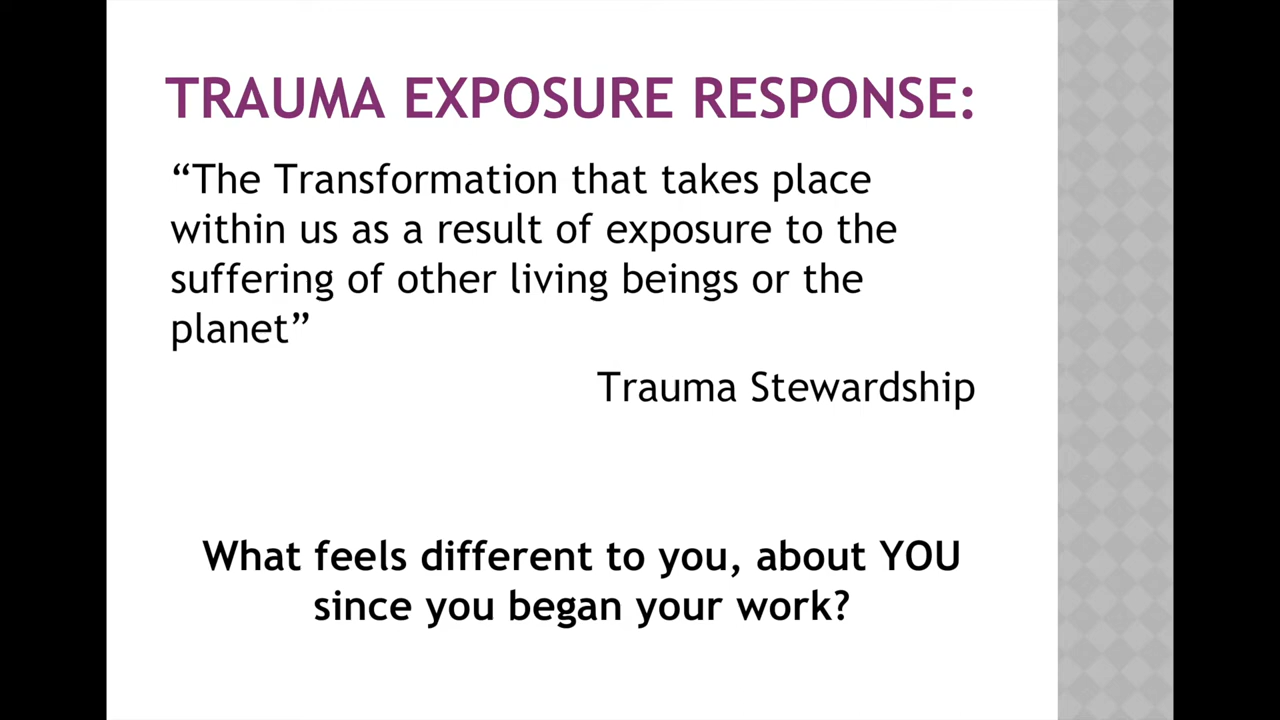 TRAUMA EXPOSURE RESPONSE:
“The Transformation that takes place
within us as a result of exposure to the
suffering of other living beings or the
planet”
Trauma Stewardship
What feels different to you, about YOU
since you began your work?